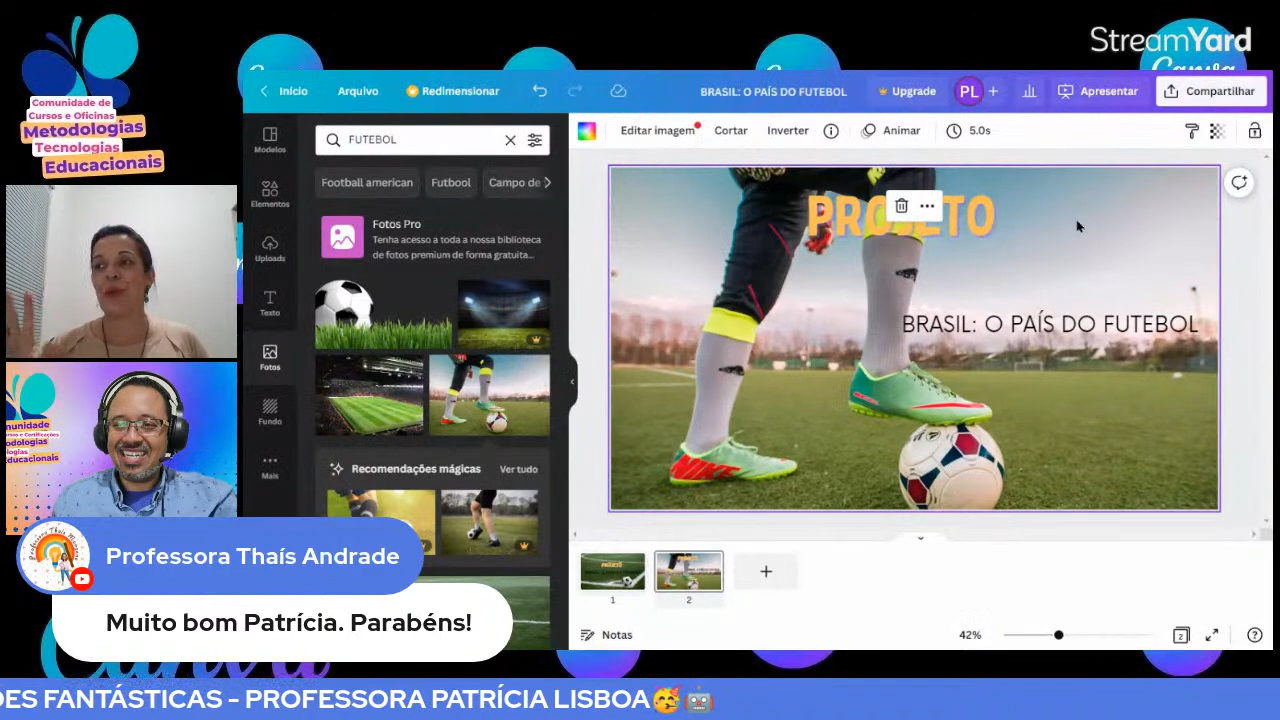 StreamYard
Comunidade de
Cursos e Oficinas
Metodologias
Tecnologias
Educacionais
Início
Arquivo
Redimensionar
BRASIL: O PAÍS DO FUTEBOL
Upgrade
PL
Apresentar
Compartilhar
Editar imagem
Cortar
Inverter
Animar
5.0s
Modelos
Elementos
Uploads
Texto
Fotos
Fundo
Mais
FUTEBOL
Football american
Futbool
Campo de
Fotos Pro
Tenha acesso a toda a nossa biblioteca
de fotos premium de forma gratuita...
Recomendações mágicas
Ver tudo
PROJETO
BRASIL: O PAÍS DO FUTEBOL
1
2
Notas
42%
2
Professora Thaís Andrade
Muito bom Patrícia. Parabéns!
ÕES FANTÁSTICAS - PROFESSORA PATRÍCIA LISBOA🥳🤖